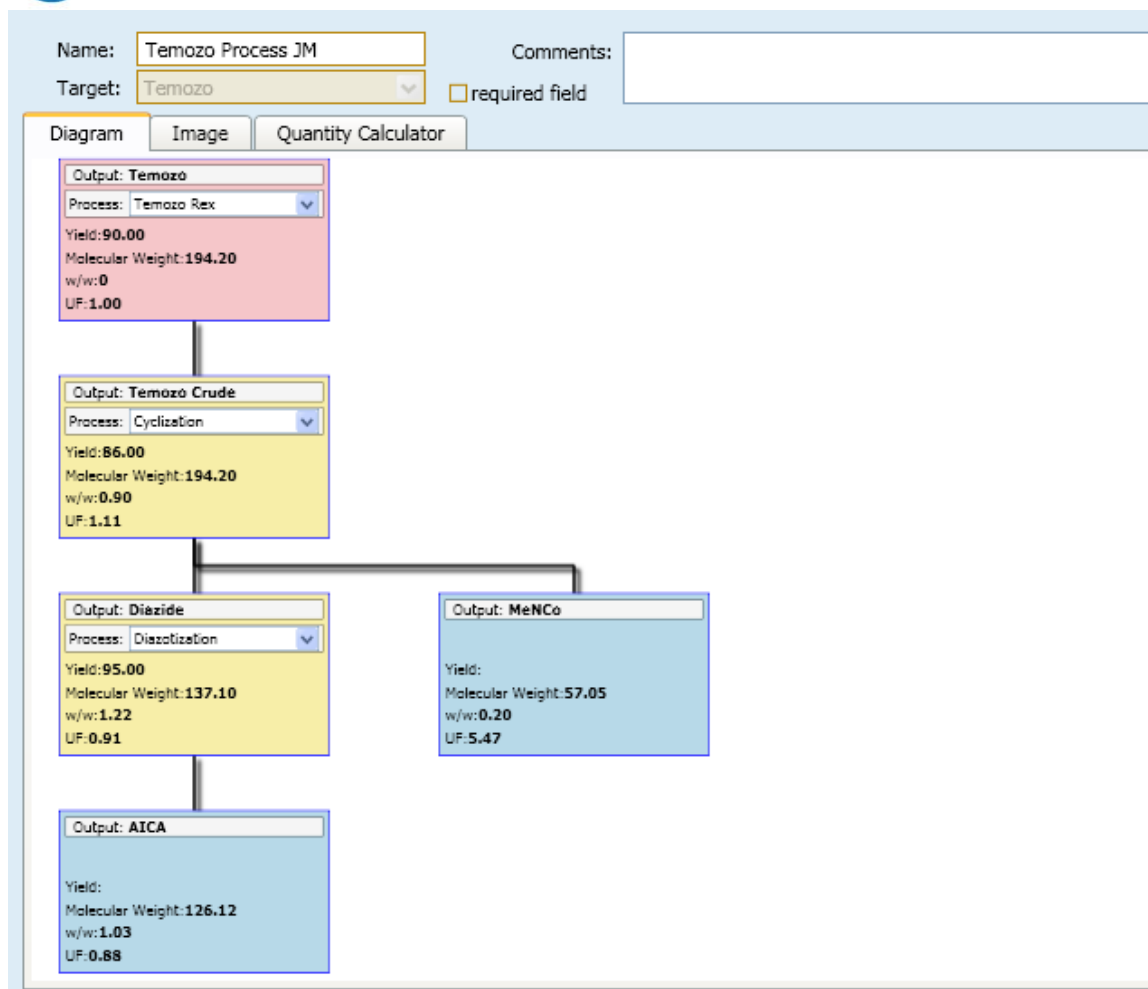 Name: Temozo Process JM Comments:
Target: Temozo required field
Diagram Image Quantity Calculator
Output: Temozo
Process: Temozo Rex
Yield:90.00
Molecular Weight:194.20
w/w:0
UF:1.00
Output: Temozo Crude
Process: Cyclization
Yield:86.00
Molecular Weight:194.20
w/w:0.90
UF:1.11
Output: Diazide
Process: Diazotization
Yield:95.00
Molecular Weight:137.10
w/w:1.22
UF:0.91
Output: MeNCo
Yield:
Molecular Weight:57.05
w/w:0.20
UF:5.47
Output: AICA
Yield:
Molecular Weight:126.12
w/w:1.03
UF:0.88